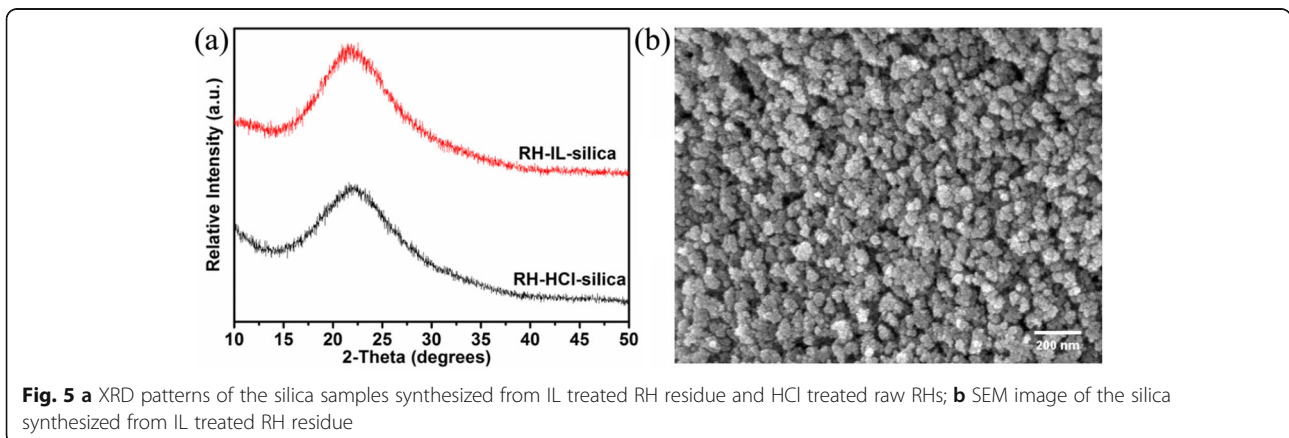 (a)
Relative Intensity (a.u.)
RH-IL-silica
RH-HCl-silica
10 15 20 25 30 35 40 45 50
2-Theta (degrees)
(b)
200 nm
Fig. 5 a XRD patterns of the silica samples synthesized from IL treated RH residue and HCl treated raw RHs; b SEM image of the silica
synthesized from IL treated RH residue